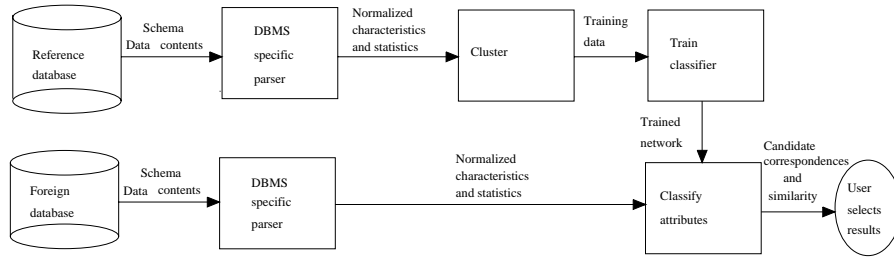 Reference
database
Schema
Data contents
DBMS
specific
parser
Normalized
characteristics
and statistics
Cluster
Training
data
Train
classifier
Trained
network
Foreign
database
Schema
Data contents
DBMS
specific
parser
Normalized
characteristics
and statistics
Classify
attributes
Candidate
correspondences
and
similarity
User
selects
results